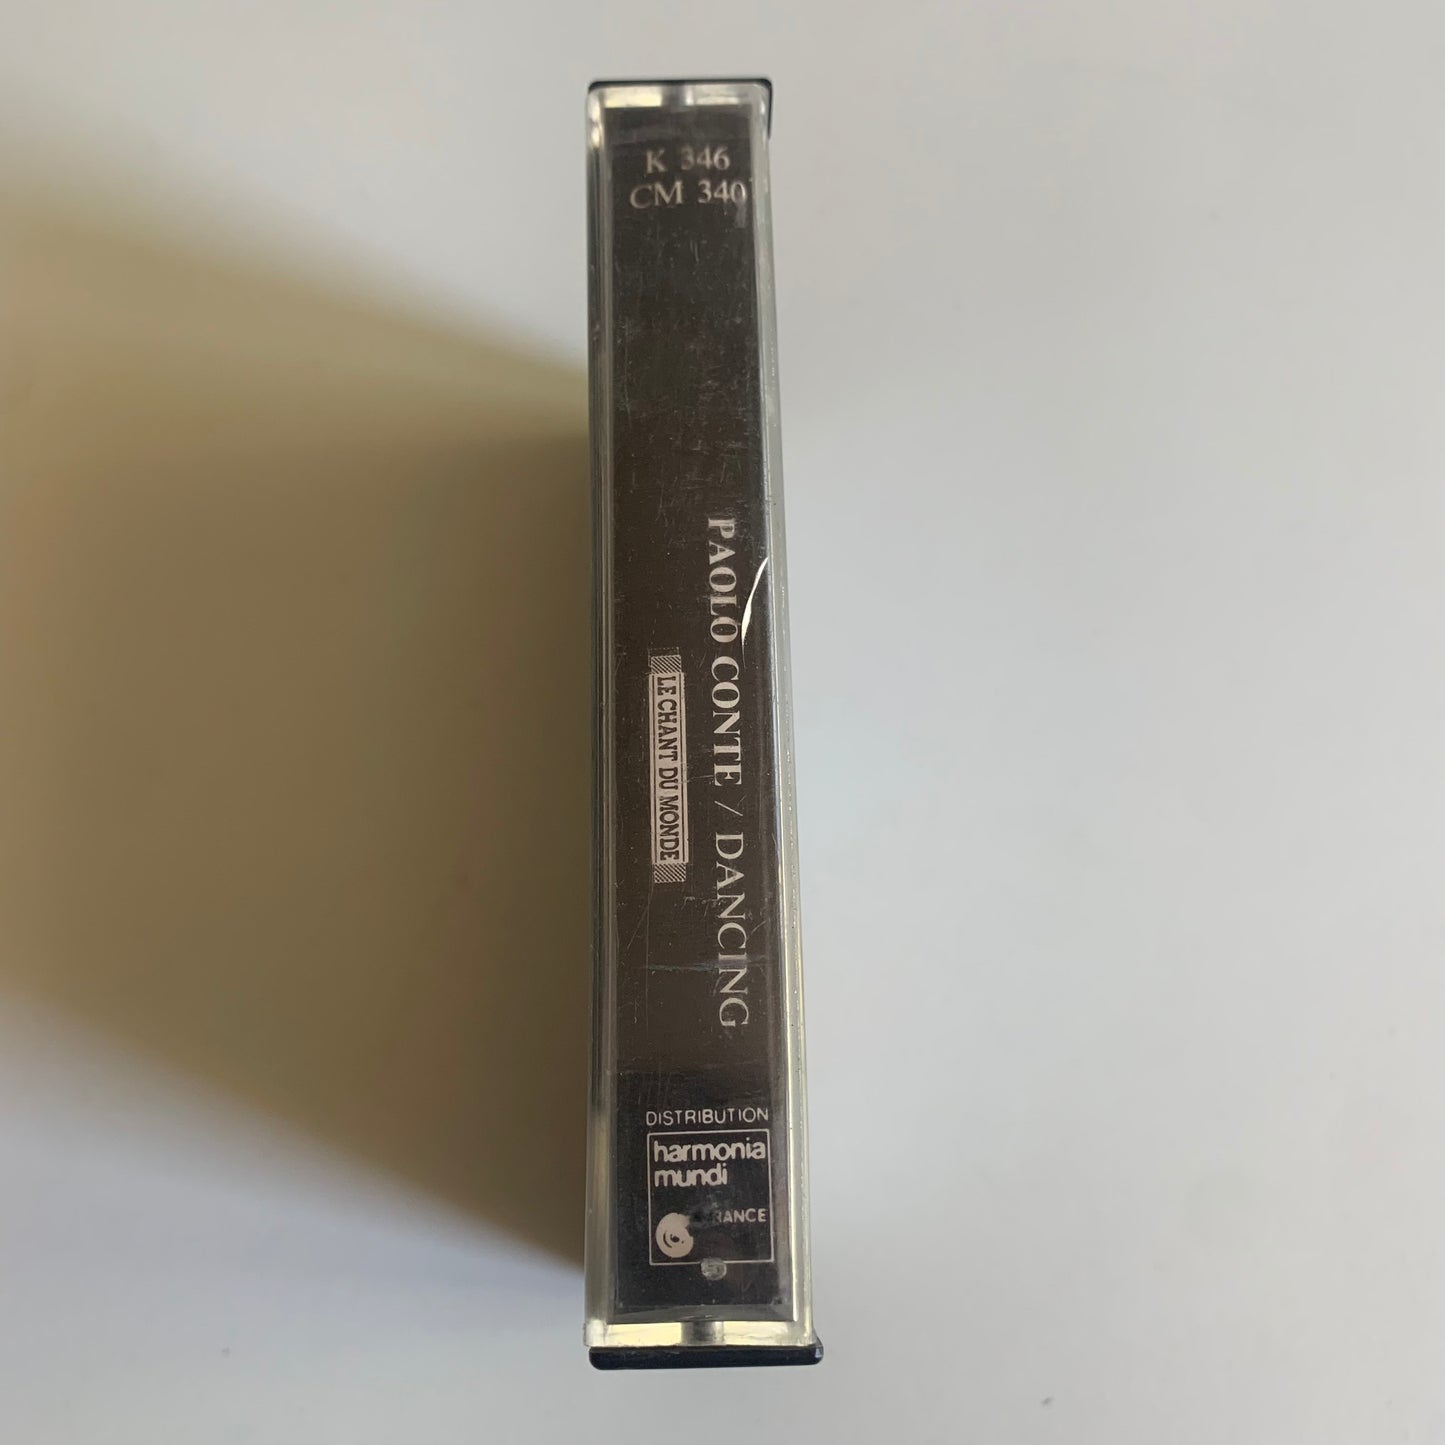 K 346
CM 340
PAOLO CONTE / DANCING
LE CHANT DU MONDE
DISTRIBUTION
harmonia
mundi
FRANCE